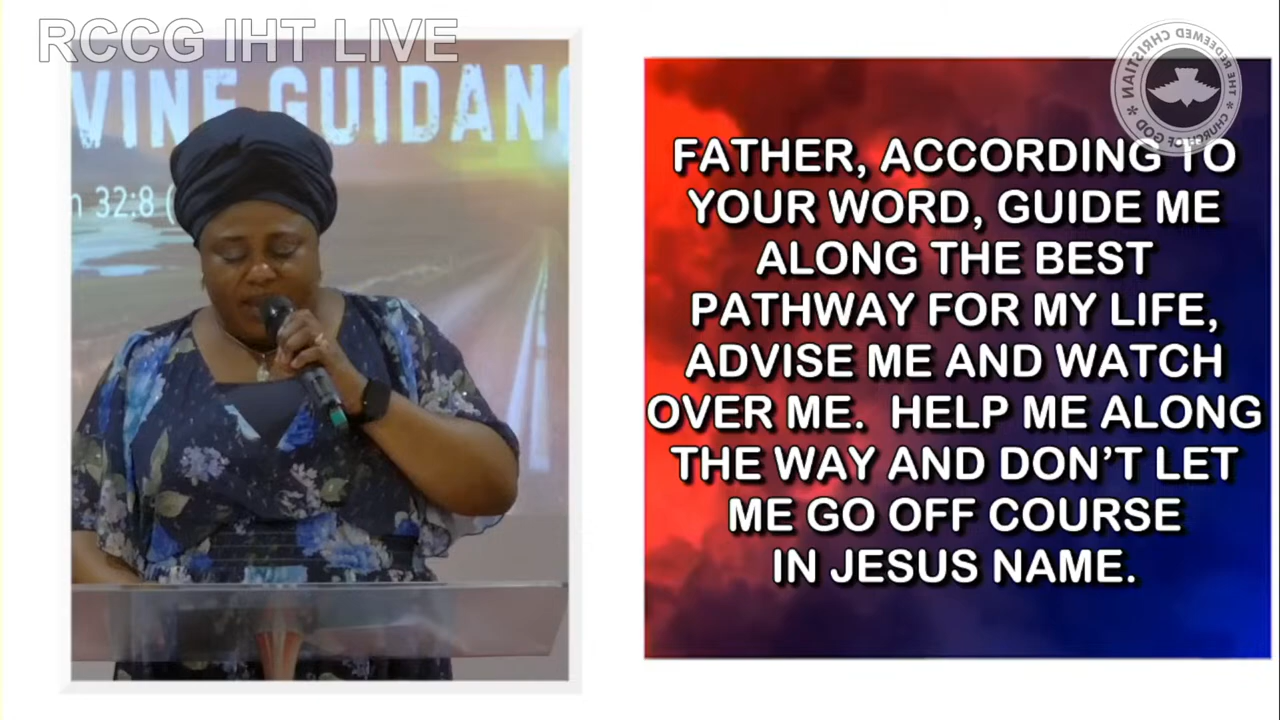 RCCG IHT LIVE
VINE GUIDANC
32:8 (
FATHER, ACCORDING TO
YOUR WORD, GUIDE ME
ALONG THE BEST
PATHWAY FOR MY LIFE,
ADVISE ME AND WATCH
OVER ME. HELP ME ALONG
THE WAY AND DON’T LET
ME GO OFF COURSE
IN JESUS NAME.
THE REDEEMED CHRISTIAN
CHURCH OF GOD